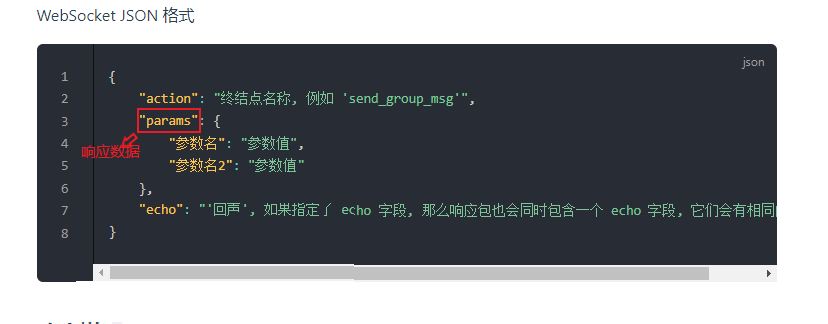 WebSocket JSON 格式
json
1 {
2 "action": "终结点名称, 例如 'send_group_msg'",
3 "params": {
4 "参数名": "参数值",
响应数据
5 "参数名2": "参数值"
6 },
7 "echo": "'回声', 如果指定了 echo 字段, 那么响应包也会同时包含一个 echo 字段, 它们会有相同
8 }